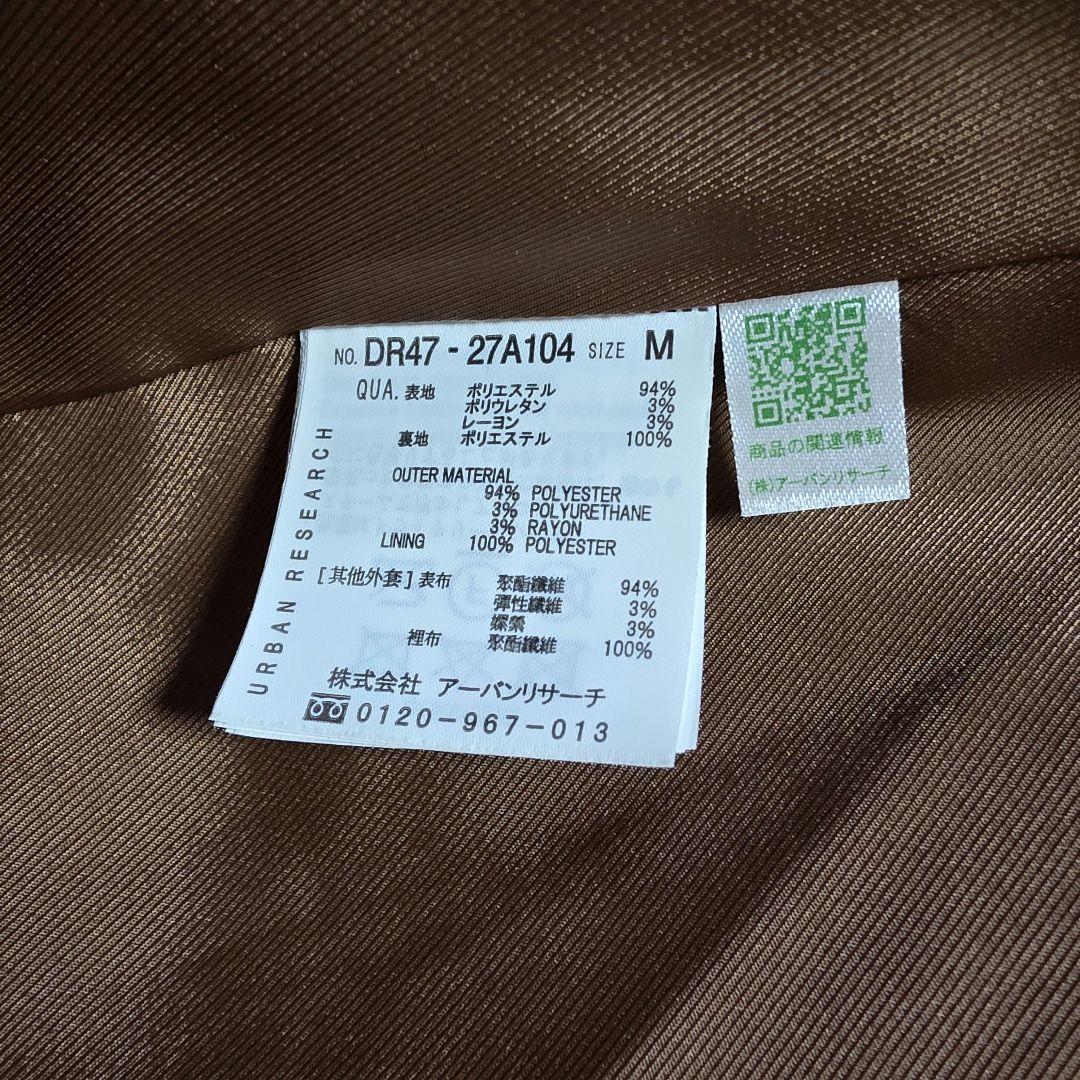 NO. DR47-27A104 SIZE M
QUA. 表地 ポリエステル 94%
ポリウレタン 3%
レーヨン 3%
裏地 ポリエステル 100%
OUTER MATERIAL
94% POLYESTER
3% POLYURETHANE
3% RAYON
LINING 100% POLYESTER
[其他外套] 表布 聚酯纖維 94%
彈性纖維 3%
嫘縈 3%
裡布 聚酯纖維 100%
株式会社 アーバンリサーチ
0120-967-013
URBAN RESEARCH
商品の関連情報
(株)アーバンリサーチ